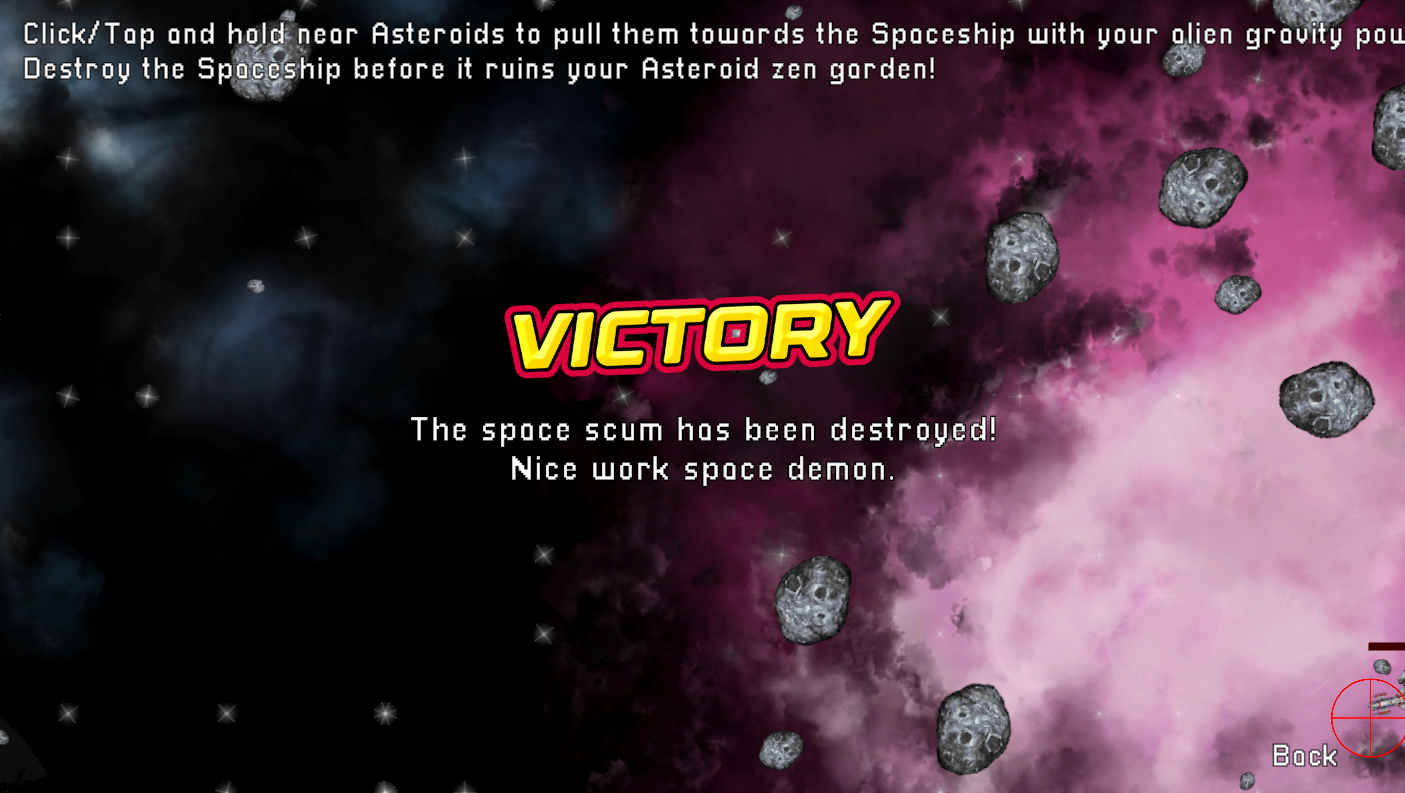 Click/Tap and hold near Asteroids to pull them towards the Spaceship with your alien gravity pow
Destroy the Spaceship before it ruins your Asteroid zen garden!
VICTORY
The space scum has been destroyed!
Nice work space demon.
Back